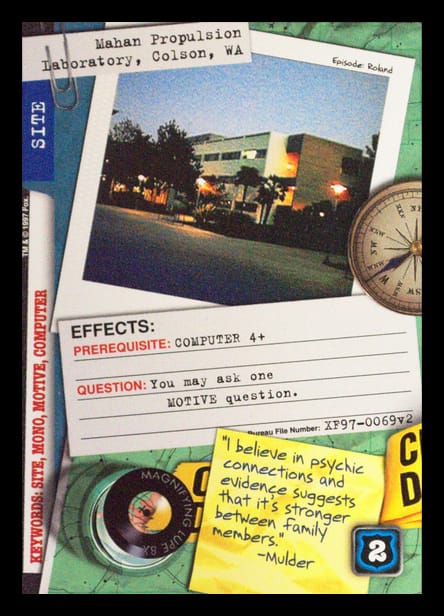 Mahan Propulsion
Laboratory, Colson, WA
Episode: Roland
SITE
TM & © 1997 Fox.
KEYWORDS: SITE, MONO, MOTIVE, COMPUTER
EFFECTS:
PREREQUISITE: COMPUTER 4+
QUESTION: You may ask one
MOTIVE question.
Bureau File Number: XF97-0069v2
"I believe in psychic
connections and
evidence suggests
that it's stronger
between family
members."
-Mulder
MAGNIFYING LUPE 8X
2